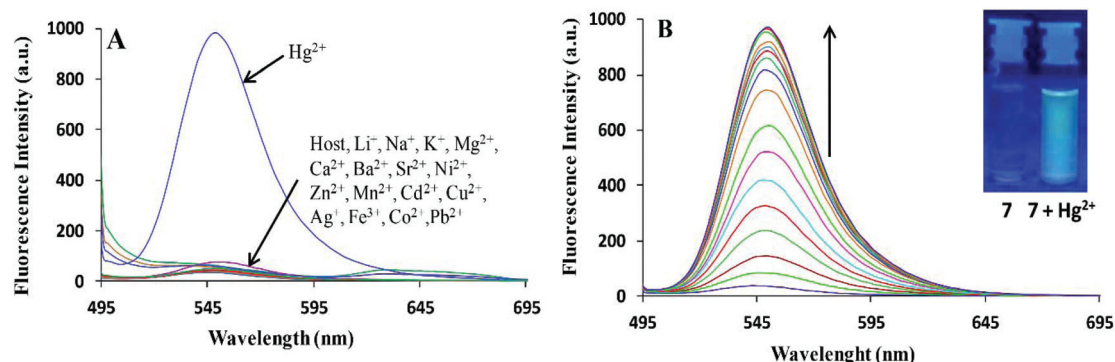 A
Hg2+
Host, Li–, Na+, K+, Mg2+,
Ca2+, Ba2+, Sr2+, Ni2+,
Zn2+, Mn2+, Cd2+, Cu2+,
Ag+, Fe3+, Co2+,Pb2+
Fluorescence Intensity (a.u.)
1000
800
600
400
200
0
495 545 595 645 695
Wavelength (nm)
B
Fluorescence Intensity (a.u.)
1000
800
600
400
200
0
495 545 595 645 695
Wavelenght (nm)
7 7 + Hg2+